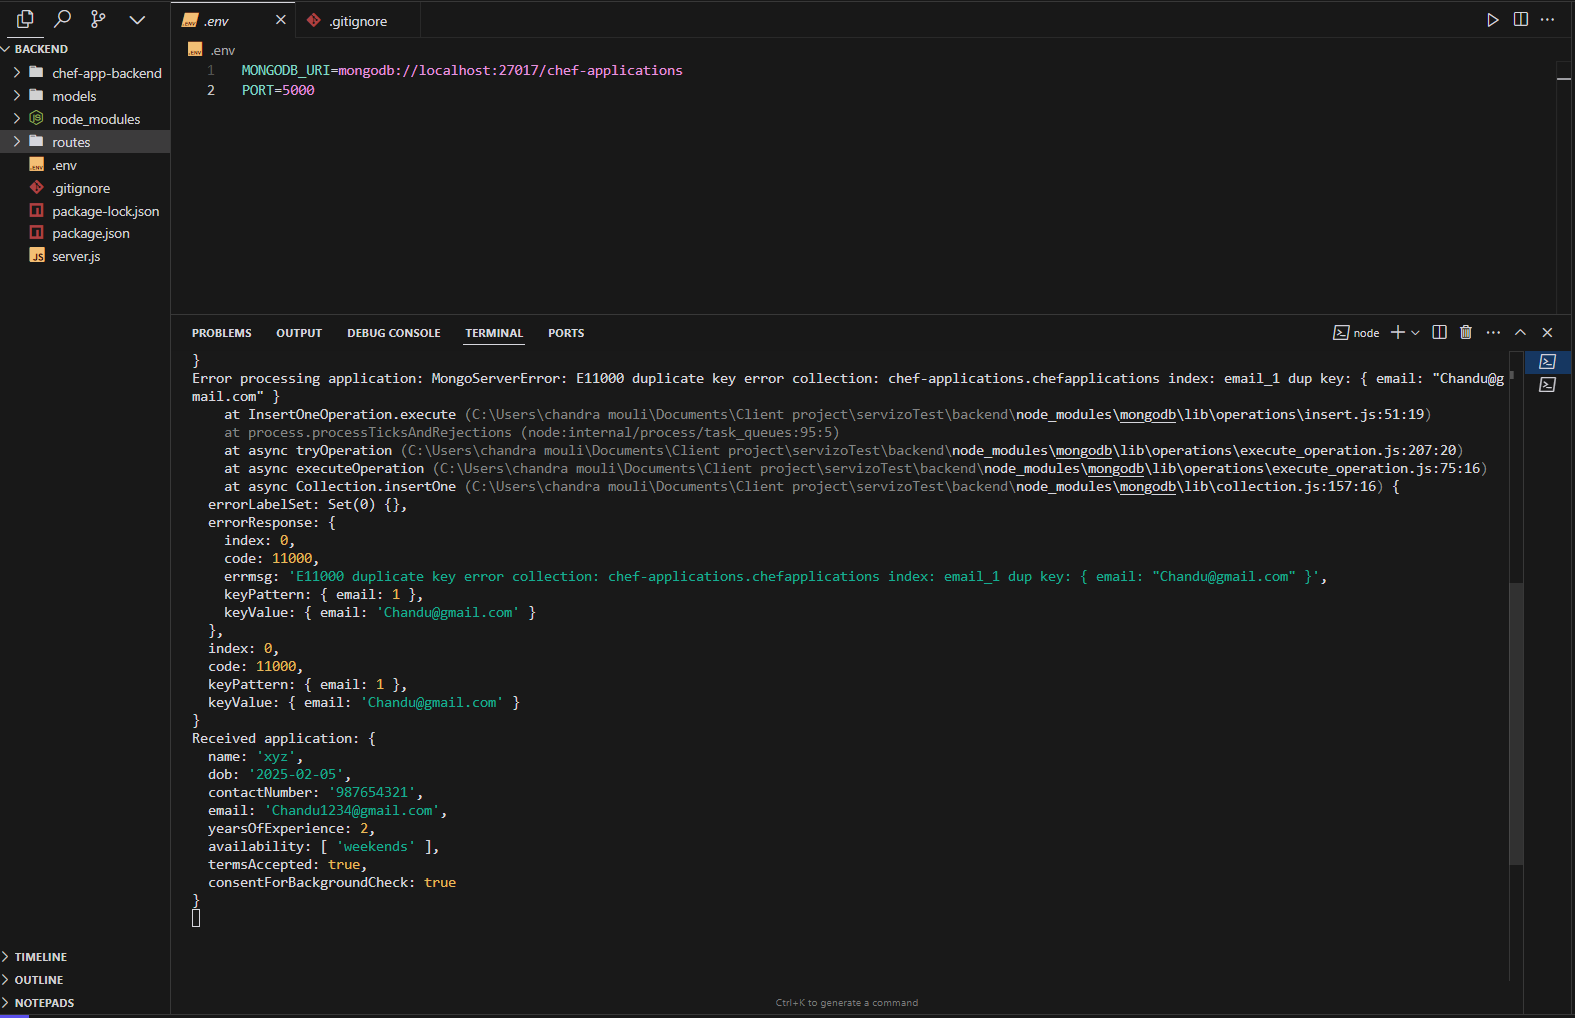 .env
.gitignore
BACKEND
chef-app-backend
models
node_modules
routes
.env
.gitignore
package-lock.json
package.json
server.js
.env
1 MONGODB_URI=mongodb://localhost:27017/chef-applications
2 PORT=5000
PROBLEMS OUTPUT DEBUG CONSOLE TERMINAL PORTS
node
}
Error processing application: MongoServerError: E11000 duplicate key error collection: chef-applications.chefapplications index: email_1 dup key: { email: "Chandu@g
mail.com" }
at InsertOneOperation.execute (C:\Users\chandra mouli\Documents\Client project\servizoTest\backend\node_modules\mongodb\lib\operations\insert.js:51:19)
at process.processTicksAndRejections (node:internal/process/task_queues:95:5)
at async tryOperation (C:\Users\chandra mouli\Documents\Client project\servizoTest\backend\node_modules\mongodb\lib\operations\execute_operation.js:207:20)
at async executeOperation (C:\Users\chandra mouli\Documents\Client project\servizoTest\backend\node_modules\mongodb\lib\operations\execute_operation.js:75:16)
at async Collection.insertOne (C:\Users\chandra mouli\Documents\Client project\servizoTest\backend\node_modules\mongodb\lib\collection.js:157:16) {
errorLabelSet: Set(0) {},
errorResponse: {
index: 0,
code: 11000,
errmsg: 'E11000 duplicate key error collection: chef-applications.chefapplications index: email_1 dup key: { email: "Chandu@gmail.com" }',
keyPattern: { email: 1 },
keyValue: { email: 'Chandu@gmail.com' }
},
index: 0,
code: 11000,
keyPattern: { email: 1 },
keyValue: { email: 'Chandu@gmail.com' }
}
Received application: {
name: 'xyz',
dob: '2025-02-05',
contactNumber: '987654321',
email: 'Chandu1234@gmail.com',
yearsOfExperience: 2,
availability: [ 'weekends' ],
termsAccepted: true,
consentForBackgroundCheck: true
}
TIMELINE
OUTLINE
NOTEPADS
Ctrl+K to generate a command